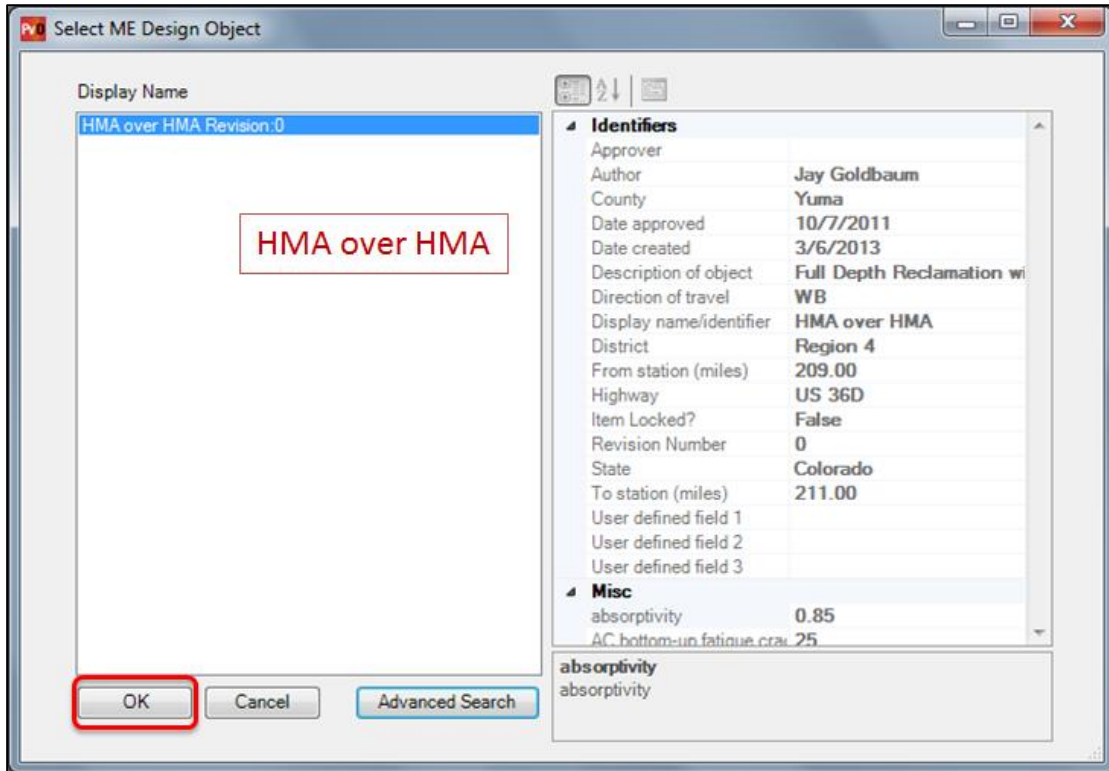 Select ME Design Object
Display Name
HMA over HMA Revision:0
HMA over HMA
OK
Cancel
Advanced Search
Identifiers
Approver
Author Jay Goldbaum
County Yuma
Date approved 10/7/2011
Date created 3/6/2013
Description of object Full Depth Reclamation wi
Direction of travel WB
Display name/identifier HMA over HMA
District Region 4
From station (miles) 209.00
Highway US 36D
Item Locked? False
Revision Number 0
State Colorado
To station (miles) 211.00
User defined field 1
User defined field 2
User defined field 3
Misc
absorptivity 0.85
AC bottom-up fatigue crac 25
absorptivity
absorptivity